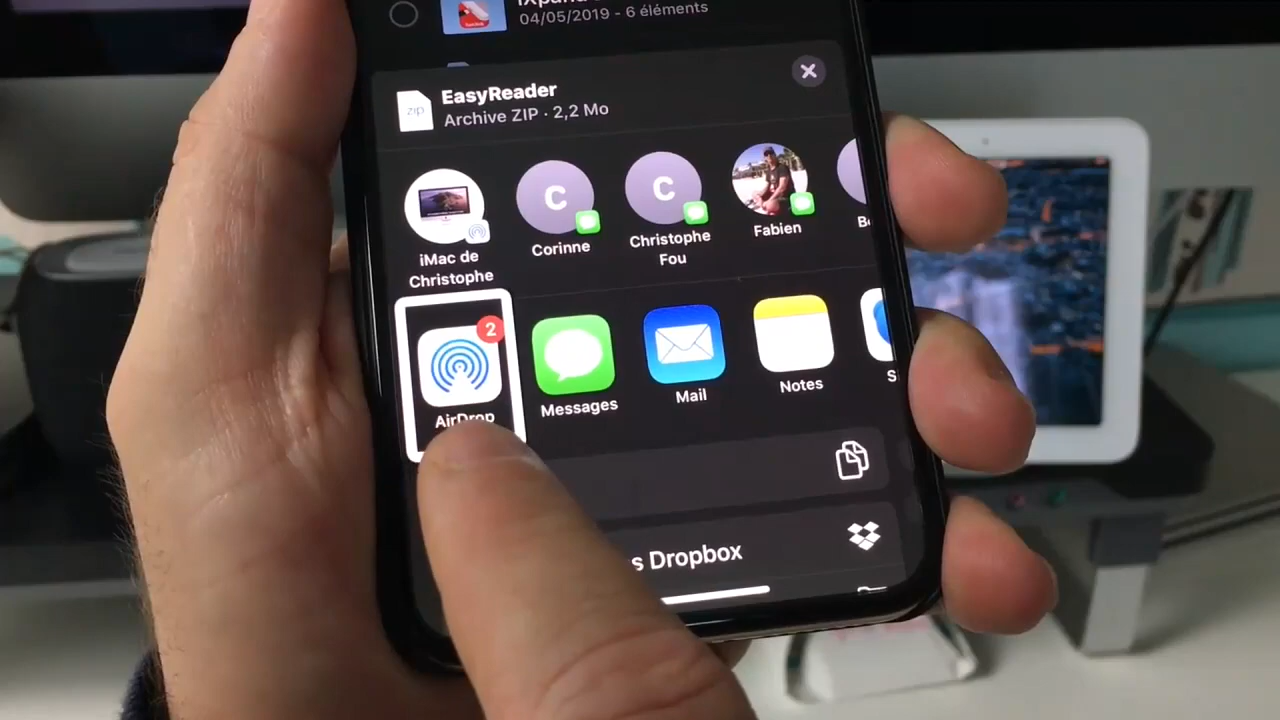 04/05/2019 - 6 éléments
zip
EasyReader
Archive ZIP · 2,2 Mo
C
C
iMac de
Christophe
Corinne
Christophe
Fou
Fabien
2
AirDrop
Messages
Mail
Notes
Dropbox